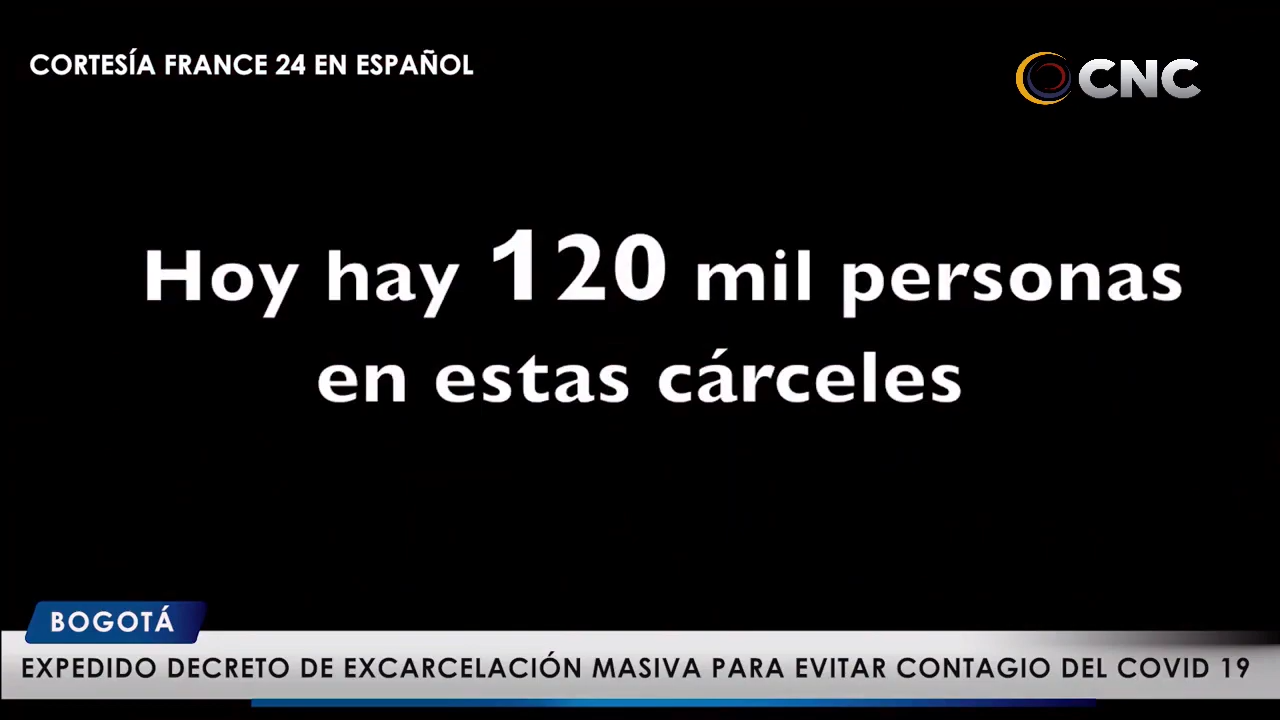 CORTESÍA FRANCE 24 EN ESPAÑOL
CNC
Hoy hay 120 mil personas
en estas cárceles
BOGOTÁ
EXPEDIDO DECRETO DE EXCARCELACIÓN MASIVA PARA EVITAR CONTAGIO DEL COVID 19